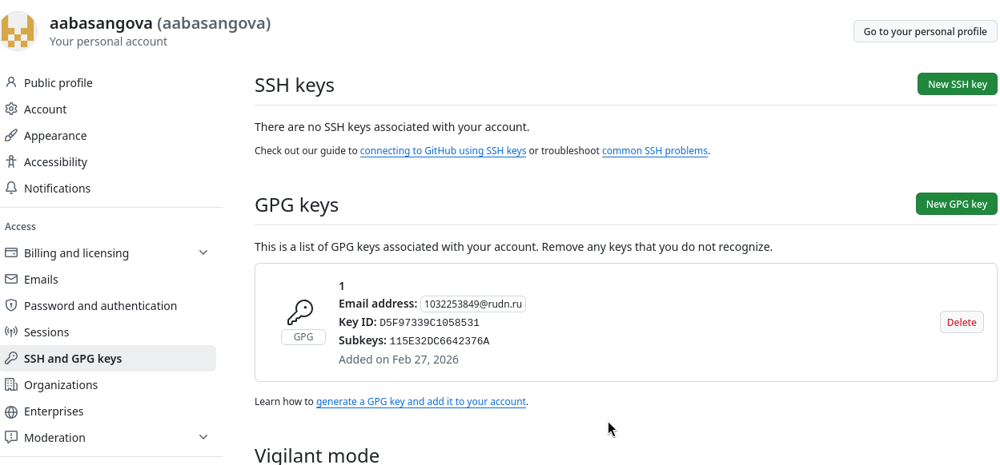 aabasangova (aabasangova)
Your personal account
Go to your personal profile
Public profile
Account
Appearance
Accessibility
Notifications
Access
Billing and licensing
Emails
Password and authentication
Sessions
SSH and GPG keys
Organizations
Enterprises
Moderation
SSH keys
New SSH key
There are no SSH keys associated with your account.
Check out our guide to connecting to GitHub using SSH keys or troubleshoot common SSH problems.
GPG keys
New GPG key
This is a list of GPG keys associated with your account. Remove any keys that you do not recognize.
GPG
1
Email address: 1032253849@rudn.ru
Key ID: D5F97339C1058531
Subkeys: 115E32DC6642376A
Added on Feb 27, 2026
Delete
Learn how to generate a GPG key and add it to your account.
Vigilant mode